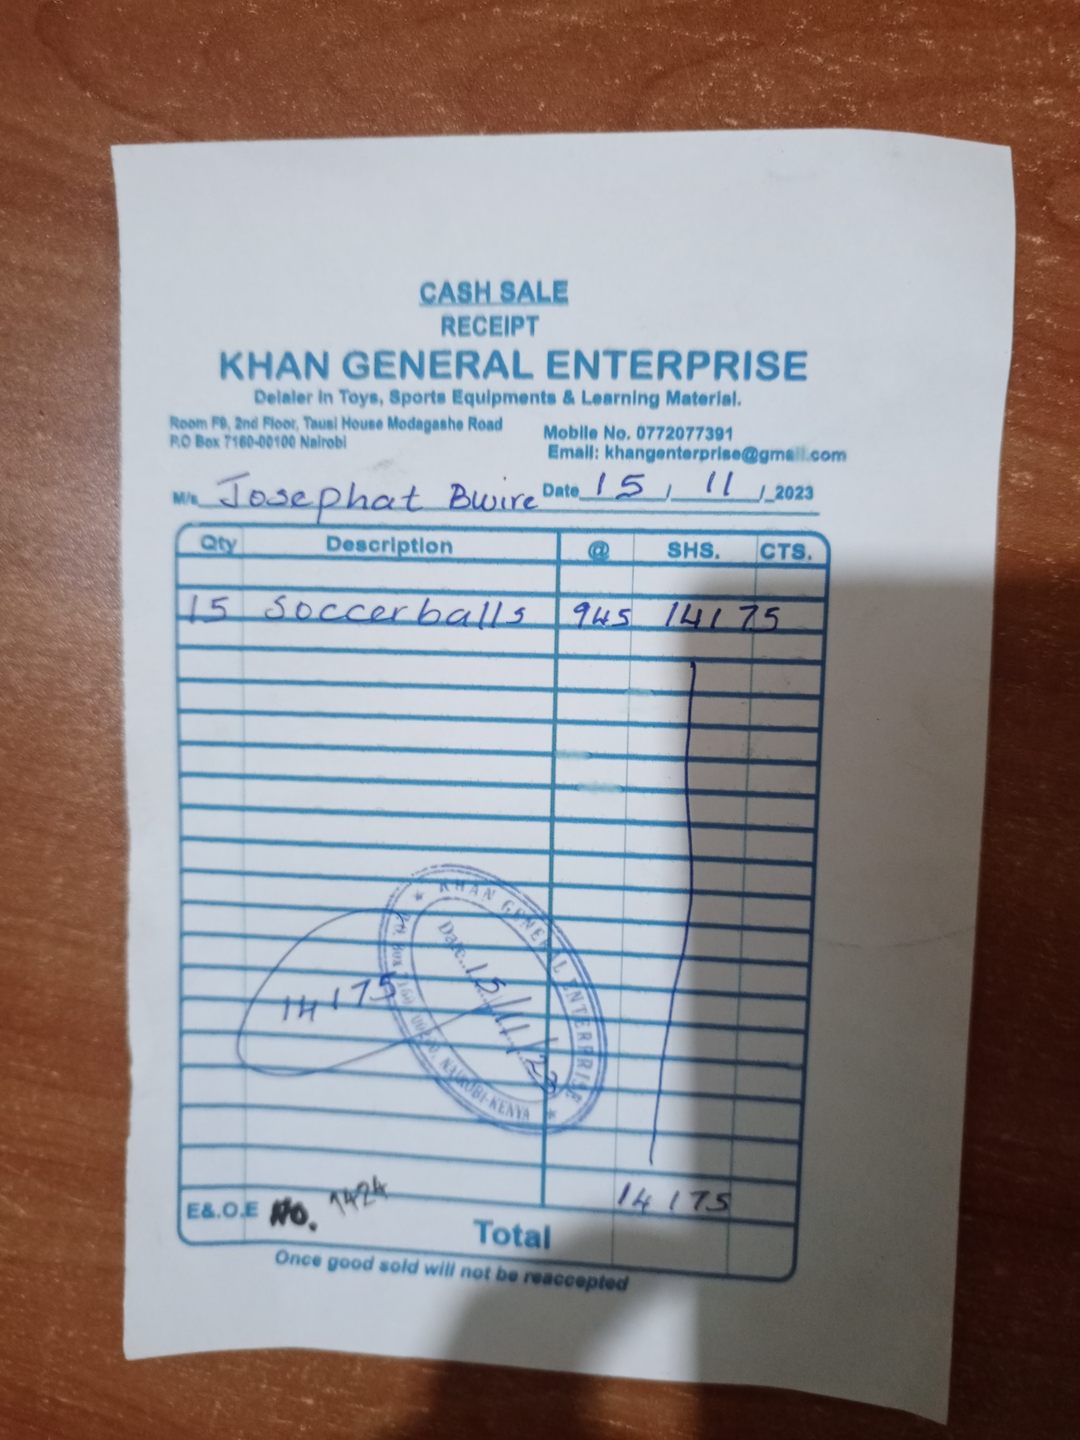 CASH SALE
RECEIPT
KHAN GENERAL ENTERPRISE
Delaler in Toys, Sports Equipments & Learning Material.
Room F9, 2nd Floor, Tausi House Modagashe Road
P.O Box 7160-00100 Nairobi
Mobile No. 0772077391
Email: khangenterprise@gmail.com
M/s Josephat Bwire Date 15 / 11 / 2023
Qty Description @ SHS. CTS.
15 Soccerballs 945 14175
KHAN GENERAL ENTERPRISE
Date 15/11/23
NAIROBI-KENYA
14175
14175
E&.O.E No. 1424
Total
Once good sold will not be reaccepted